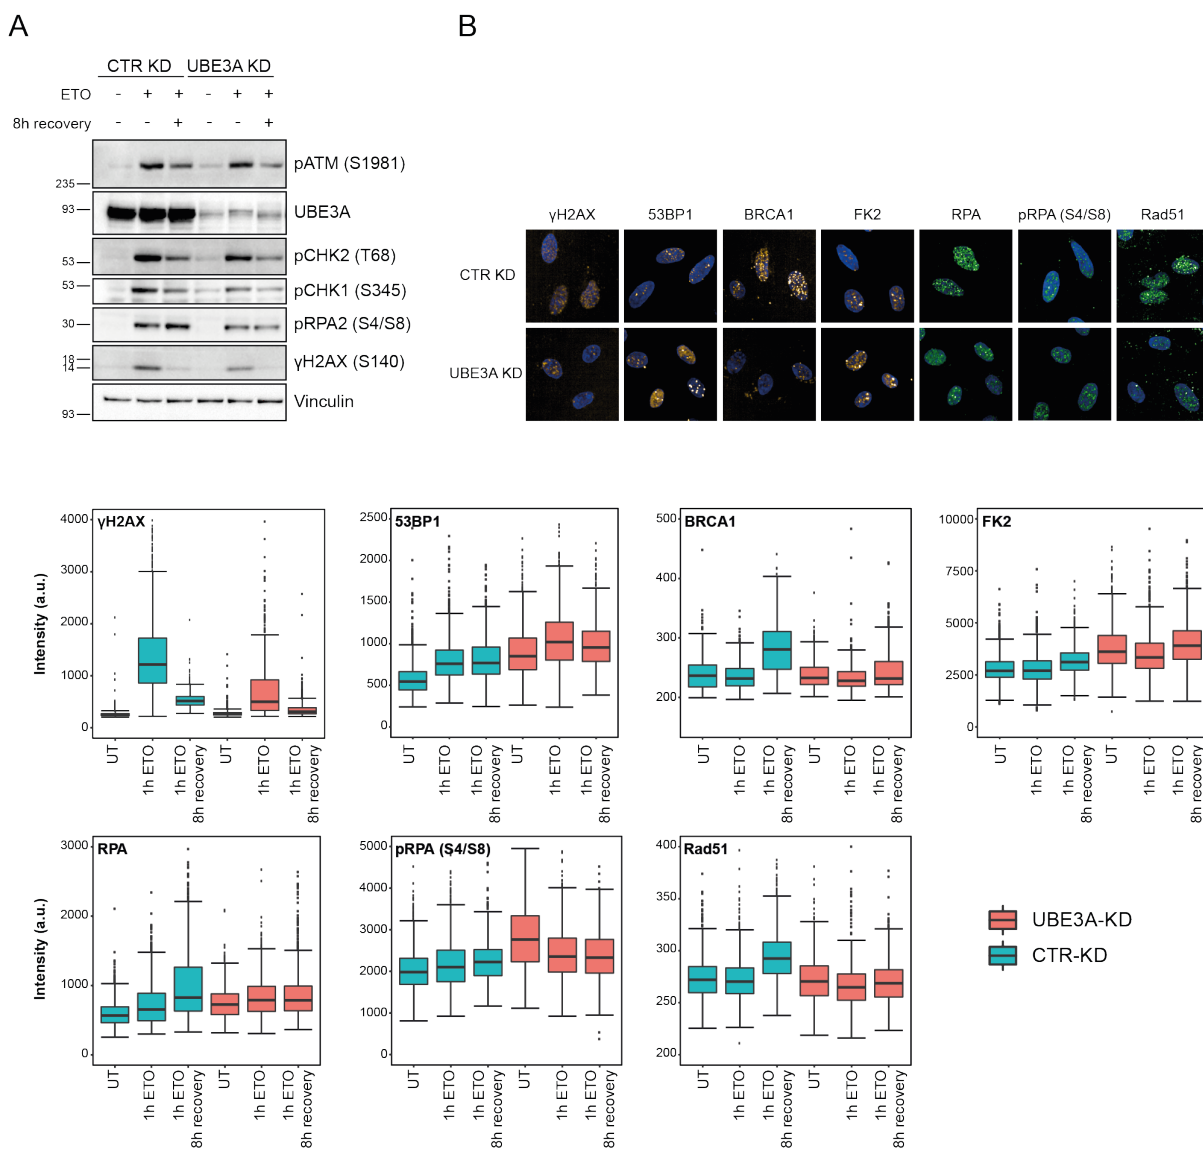 A
B
CTR KD UBE3A KD
ETO - + + - + +
8h recovery - - + - - +
pATM (S1981)
235
93
UBE3A
pCHK2 (T68)
53
53
pCHK1 (S345)
30
pRPA2 (S4/S8)
18
14
γH2AX (S140)
Vinculin
93
γH2AX 53BP1 BRCA1 FK2 RPA pRPA (S4/S8) Rad51
CTR KD
UBE3A KD
γH2AX
Intensity (a.u.)
4000
3000
2000
1000
0
UT
1h ETO
1h ETO
8h recovery
UT
1h ETO
1h ETO
8h recovery
53BP1
2500
2000
1500
1000
500
0
UT
1h ETO
1h ETO
8h recovery
UT
1h ETO
1h ETO
8h recovery
BRCA1
500
400
300
200
UT
1h ETO
1h ETO
8h recovery
UT
1h ETO
1h ETO
8h recovery
FK2
10000
7500
5000
2500
0
UT
1h ETO
1h ETO
8h recovery
UT
1h ETO
1h ETO
8h recovery
RPA
Intensity (a.u.)
3000
2000
1000
0
UT
1h ETO
1h ETO
8h recovery
UT
1h ETO
1h ETO
8h recovery
pRPA (S4/S8)
5000
4000
3000
2000
1000
0
UT
1h ETO
1h ETO
8h recovery
UT
1h ETO
1h ETO
8h recovery
Rad51
400
350
300
250
200
UT
1h ETO
1h ETO
8h recovery
UT
1h ETO
1h ETO
8h recovery
UBE3A-KD
CTR-KD